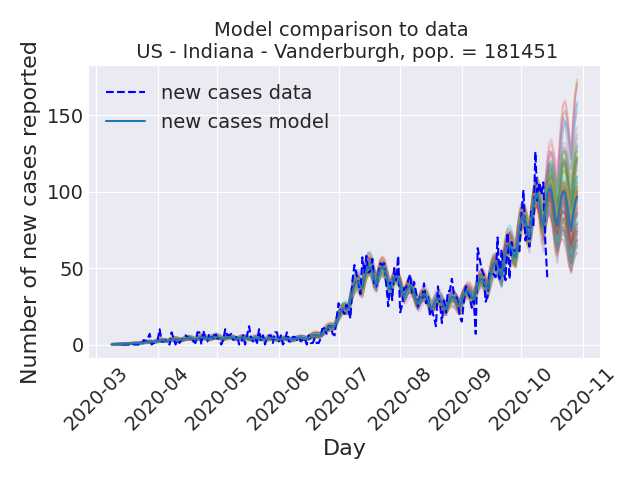 Model comparison to data
US - Indiana - Vanderburgh, pop. = 181451
new cases data
new cases model
Number of new cases reported
150
100
50
0
2020-03
2020-04
2020-05
2020-06
2020-07
2020-08
2020-09
2020-10
2020-11
Day